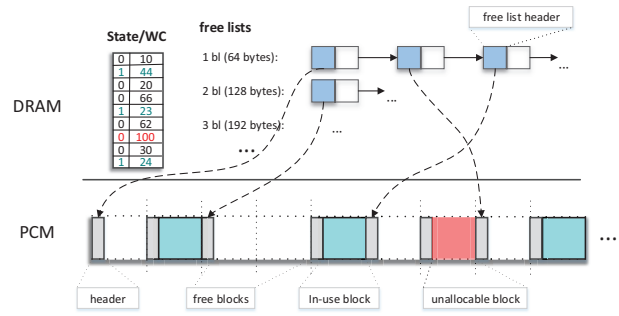 free list header
State/WC
free lists
0 10
1 44
0 20
0 66
1 23
0 62
0 100
0 30
1 24
1 bl (64 bytes):
...
2 bl (128 bytes):
...
3 bl (192 bytes):
...
...
DRAM
PCM
...
header
free blocks
In-use block
unallocable block